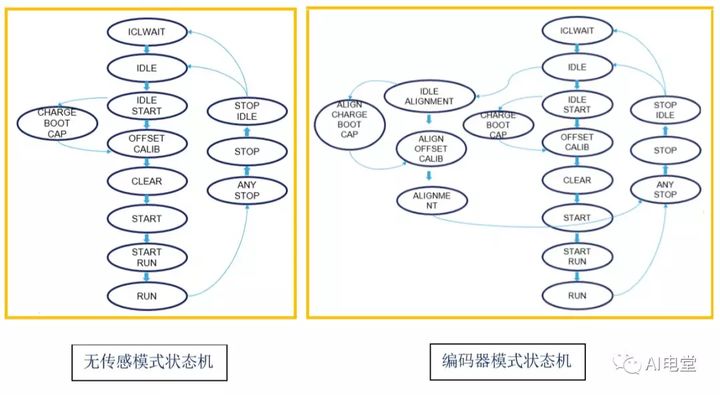 ICLWAIT
IDLE
IDLE
START
CHARGE
BOOT
CAP
OFFSET
CALIB
CLEAR
START
START
RUN
RUN
STOP
IDLE
STOP
ANY
STOP
无传感模式状态机
ICLWAIT
IDLE
IDLE
ALIGNMENT
ALIGN
CHARGE
BOOT
CAP
ALIGN
OFFSET
CALIB
ALIGNME
NT
IDLE
START
CHARGE
BOOT
CAP
OFFSET
CALIB
CLEAR
START
START
RUN
RUN
STOP
IDLE
STOP
ANY
STOP
编码器模式状态机
AI电堂